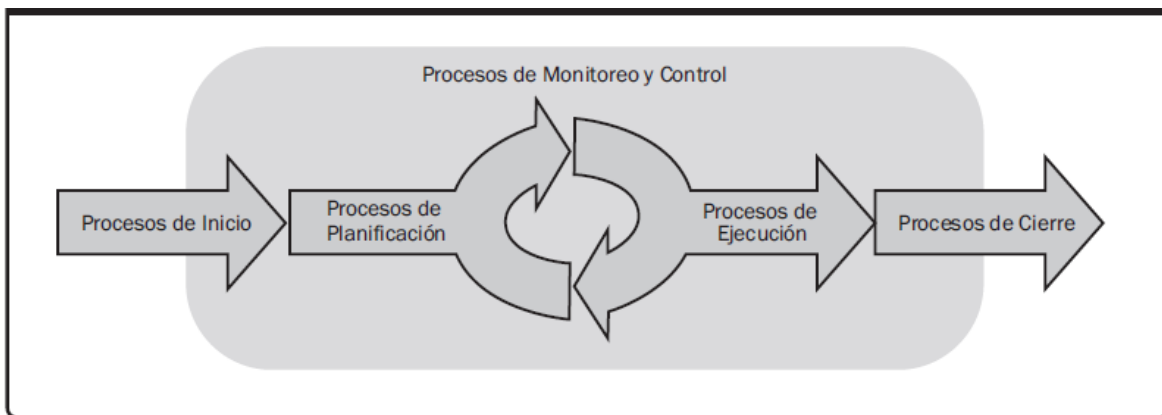 Procesos de Monitoreo y Control
Procesos de Inicio
Procesos de
Planificación
Procesos de
Ejecución
Procesos de Cierre